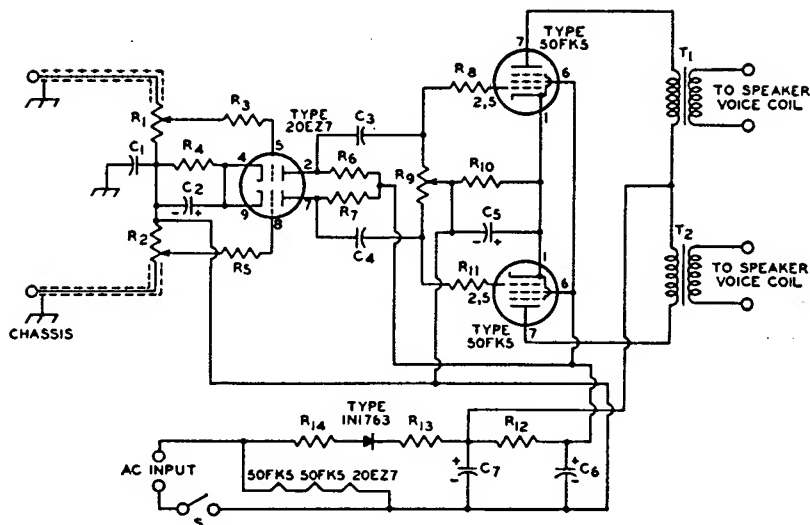 TYPE
50FK5
7
6
2,5
1
R8
T1
TO SPEAKER
VOICE COIL
R1
R3
TYPE
20EZ7
5
C3
C1
R4
4
2
R6
R9
R10
C2
- +
9
7
R7
C5
- +
R2
8
R5
C4
T2
TO SPEAKER
VOICE COIL
R11
1
6
2,5
TYPE
50FK5
7
CHASSIS
TYPE
1N1763
R14
R13
R12
AC INPUT
50FK5 50FK5 20EZ7
+
-
C7
+
-
C6
S